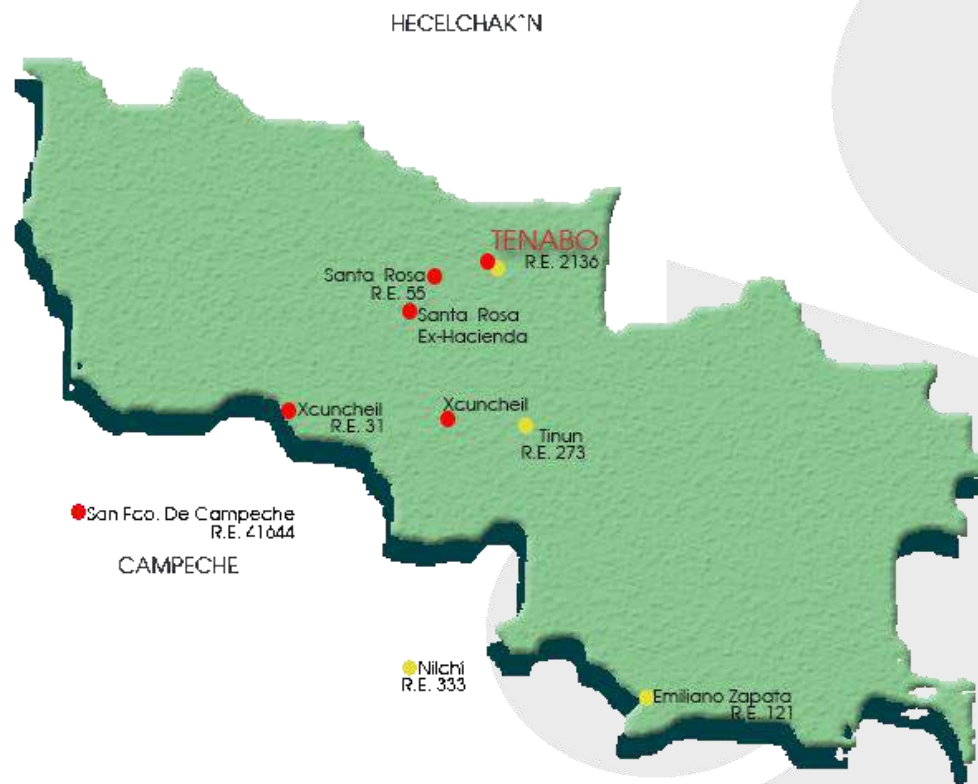 HECELCHAK^N
TENABO
R.E. 2136
Santa Rosa
R.E. 55
Santa Rosa
Ex-Hacienda
Xcuncheil
R.E. 31
Xcuncheil
Tinun
R.E. 273
San Fco. De Campeche
R.E. 41644
CAMPECHE
Nilchí
R.E. 333
Emiliano Zapata
R.E. 121